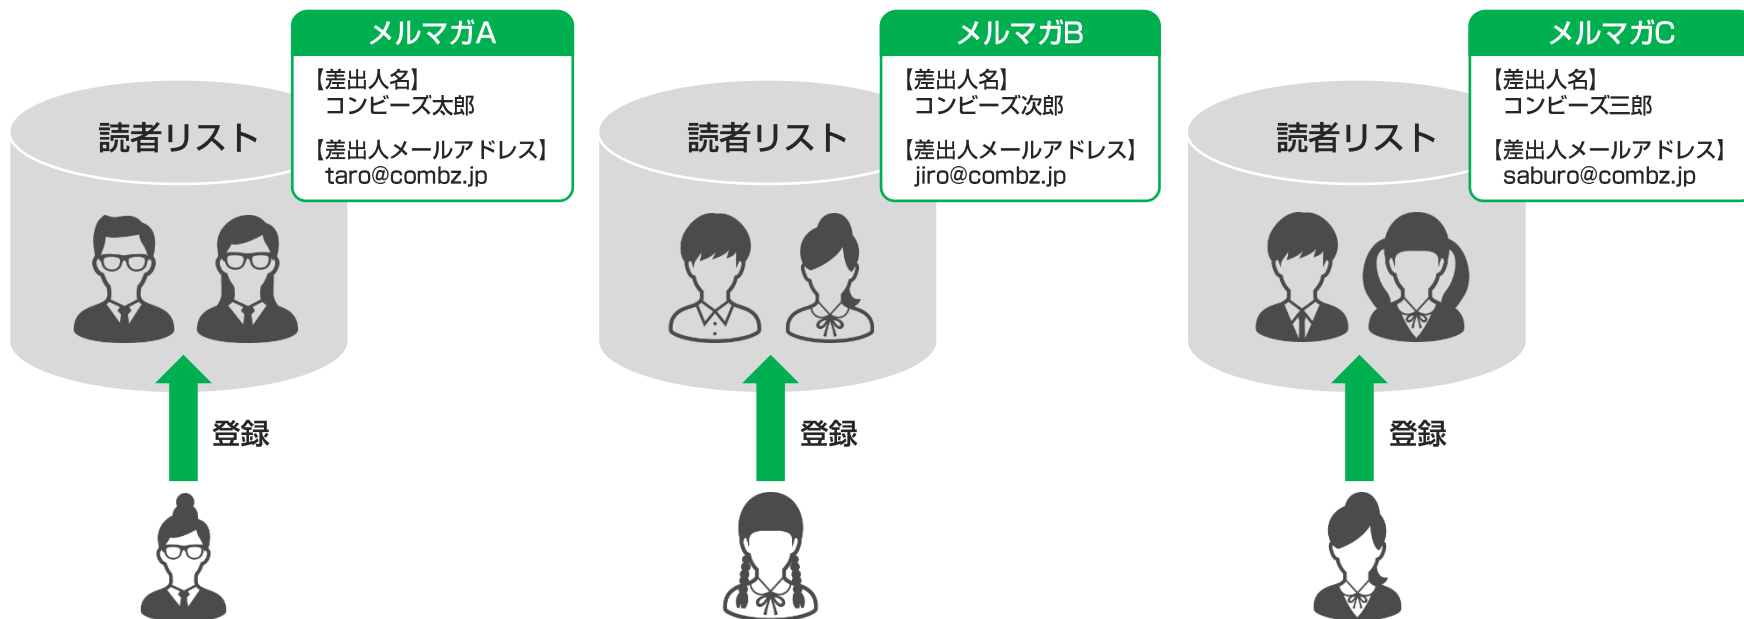 メルマガA
【差出人名】
コンビーズ太郎
【差出人メールアドレス】
taro@combz.jp
読者リスト
登録
メルマガB
【差出人名】
コンビーズ次郎
【差出人メールアドレス】
jiro@combz.jp
読者リスト
登録
メルマガC
【差出人名】
コンビーズ三郎
【差出人メールアドレス】
saburo@combz.jp
読者リスト
登録